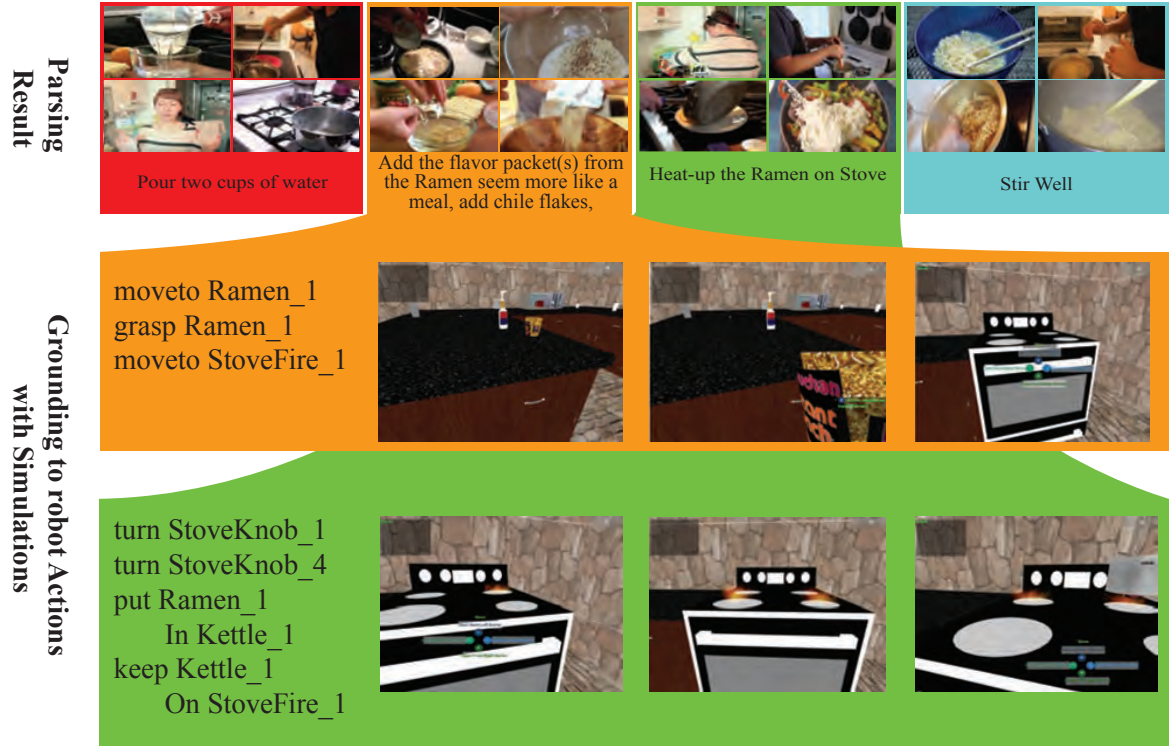 Parsing
Result
Pour two cups of water
Add the flavor packet(s) from
the Ramen seem more like a
meal, add chile flakes,
Heat-up the Ramen on Stove
Stir Well
Grounding to robot Actions
with Simulations
moveto Ramen_1
grasp Ramen_1
moveto StoveFire_1
turn StoveKnob_1
turn StoveKnob_4
put Ramen_1
In Kettle_1
keep Kettle_1
On StoveFire_1